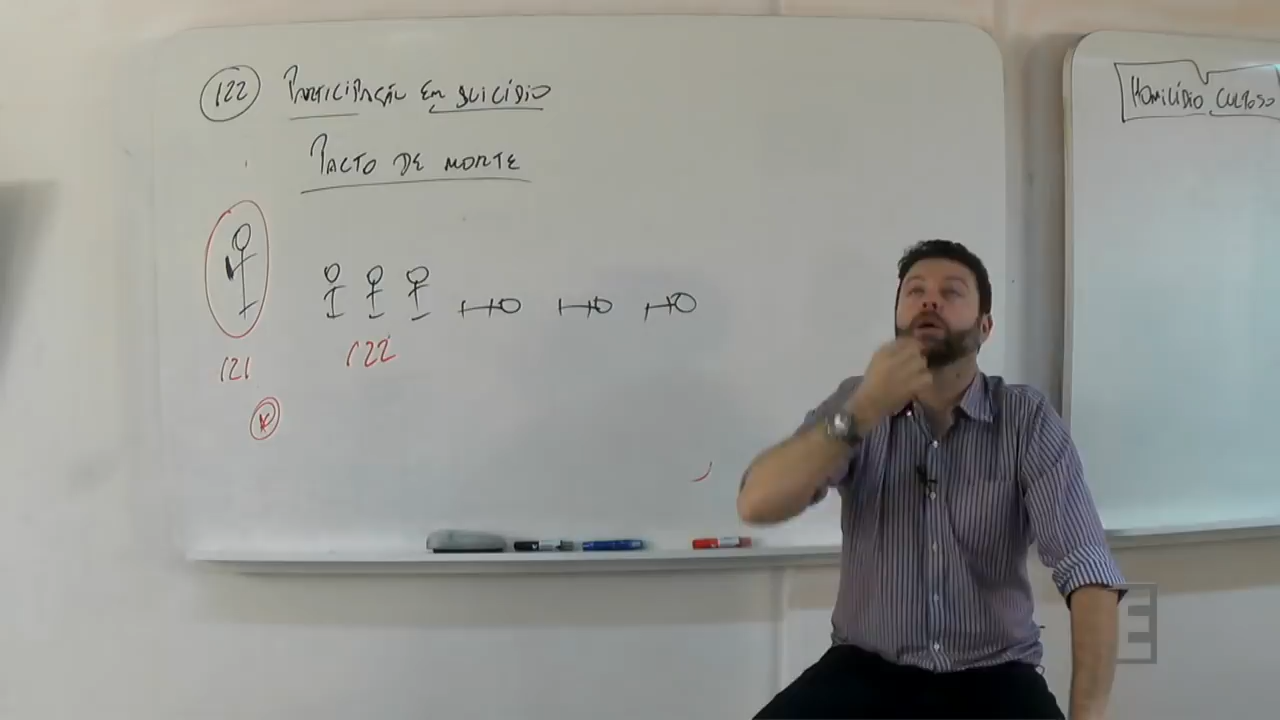 122 PARTICIPAÇÃO EM SUICÍDIO
PACTO DE MORTE
121
122
HOMICÍDIO CULPOSO
E